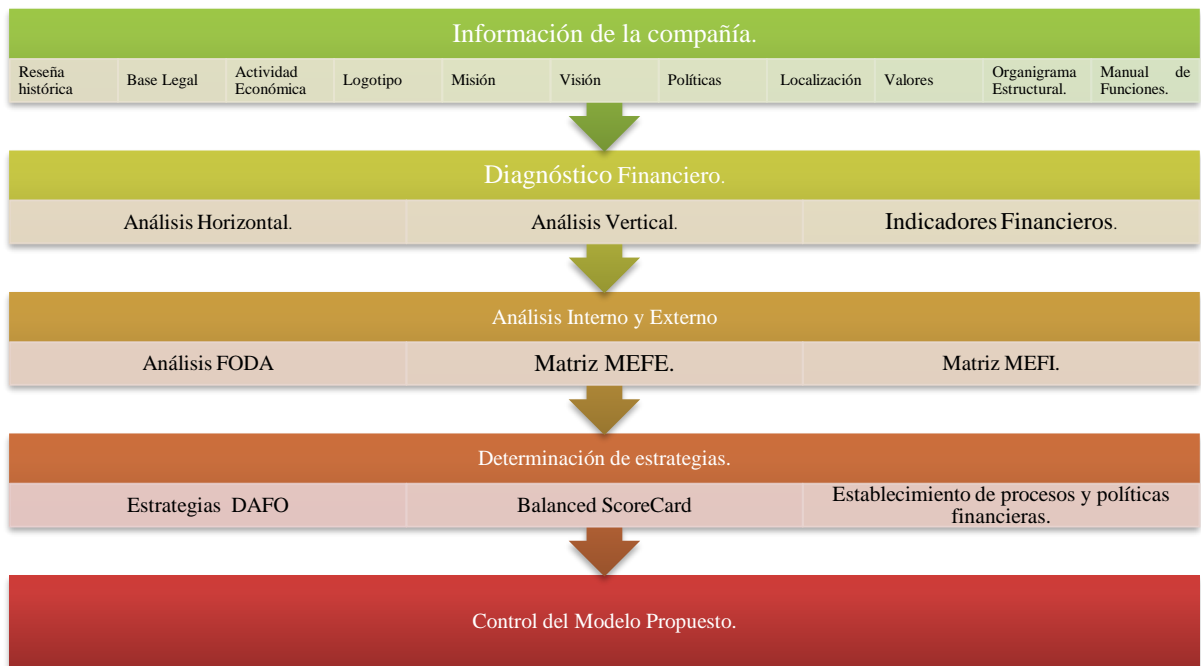 Información de la compañía.
Reseña histórica
Base Legal
Actividad Económica
Logotipo
Misión
Visión
Políticas
Localización
Valores
Organigrama Estructural.
Manual de Funciones.
Diagnóstico Financiero.
Análisis Horizontal.
Análisis Vertical.
Indicadores Financieros.
Análisis Interno y Externo
Análisis FODA
Matriz MEFE.
Matriz MEFI.
Determinación de estrategias.
Estrategias DAFO
Balanced ScoreCard
Establecimiento de procesos y políticas
financieras.
Control del Modelo Propuesto.